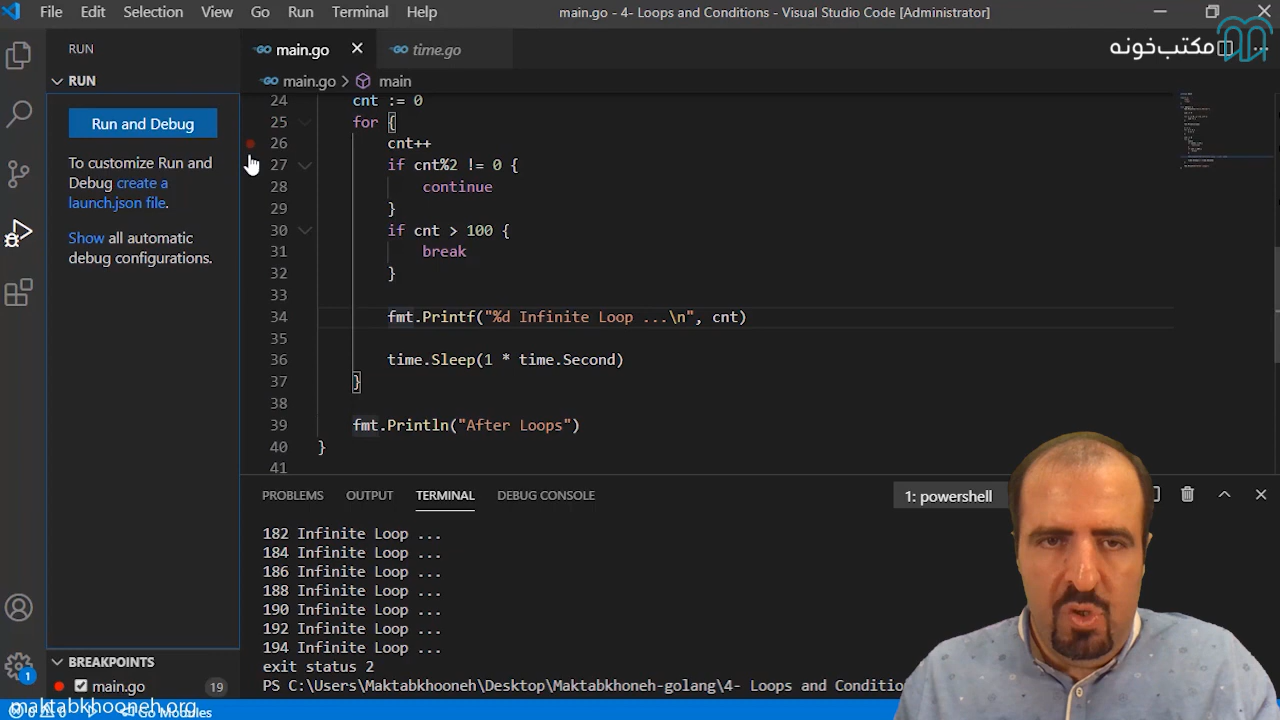 File Edit Selection View Go Run Terminal Help
main.go - 4- Loops and Conditions - Visual Studio Code [Administrator]
مکتب‌خونه
RUN
main.go
time.go
RUN
main.go > main
Run and Debug
To customize Run and
Debug create a
launch.json file.
Show all automatic
debug configurations.
24 cnt := 0
25 for {
26 cnt++
27 if cnt%2 != 0 {
28 continue
29 }
30 if cnt > 100 {
31 break
32 }
33
34 fmt.Printf("%d Infinite Loop ...\n", cnt)
35
36 time.Sleep(1 * time.Second)
37 }
38
39 fmt.Println("After Loops")
40 }
41
PROBLEMS OUTPUT TERMINAL DEBUG CONSOLE
1: powershell
182 Infinite Loop ...
184 Infinite Loop ...
186 Infinite Loop ...
188 Infinite Loop ...
190 Infinite Loop ...
192 Infinite Loop ...
194 Infinite Loop ...
exit status 2
PS C:\Users\Maktabkhooneh\Desktop\Maktabkhoneh-golang\4- Loops and Conditio
BREAKPOINTS
main.go 19
1
maktabkhooneh.org
Go Modules